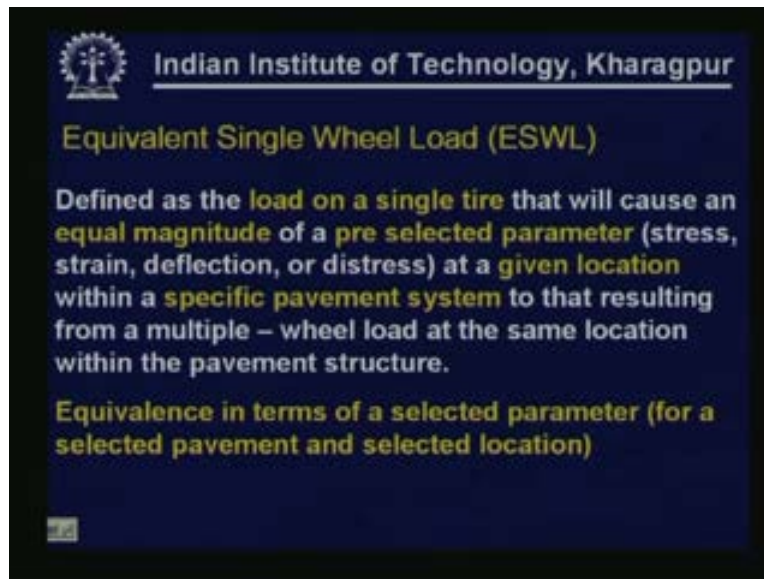 Indian Institute of Technology, Kharagpur
Equivalent Single Wheel Load (ESWL)
Defined as the load on a single tire that will cause an
equal magnitude of a pre selected parameter (stress,
strain, deflection, or distress) at a given location
within a specific pavement system to that resulting
from a multiple – wheel load at the same location
within the pavement structure.
Equivalence in terms of a selected parameter (for a
selected pavement and selected location)